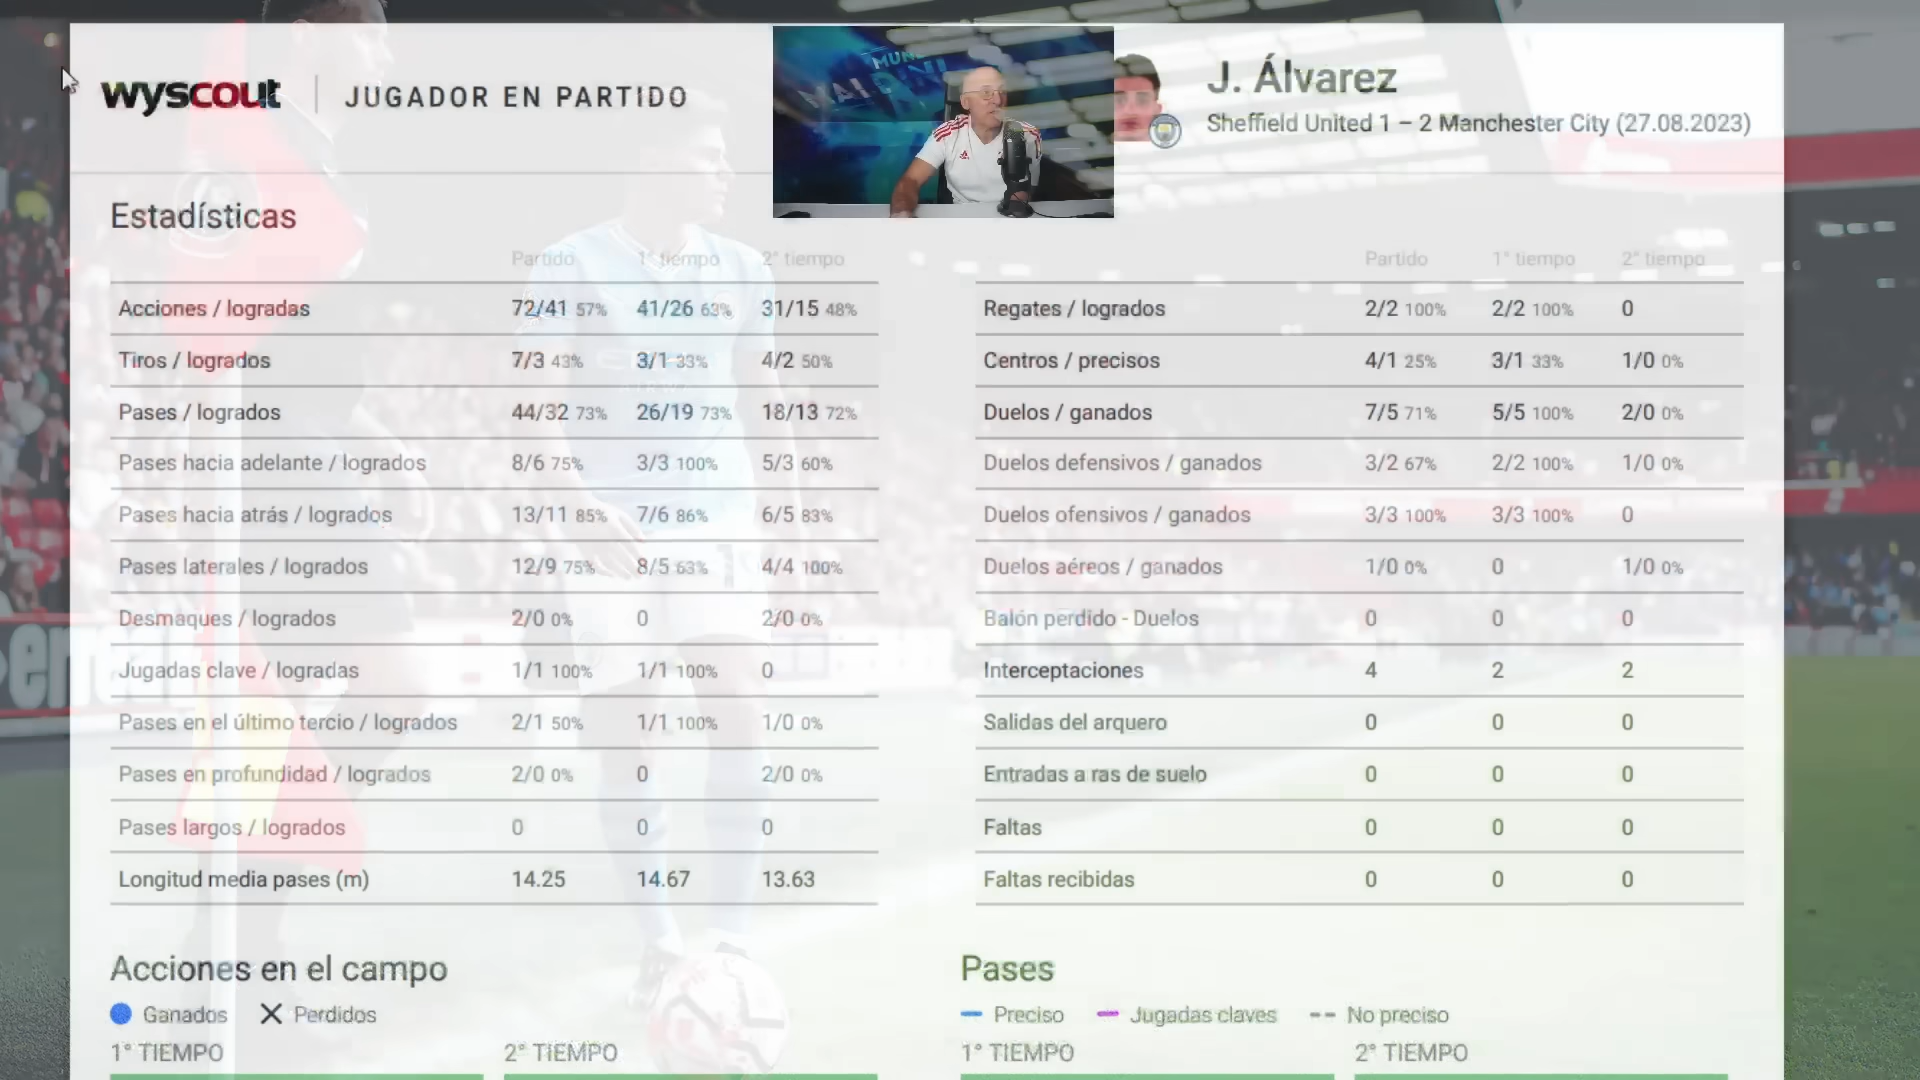 wyscout | JUGADOR EN PARTIDO
J. Álvarez
Sheffield United 1 – 2 Manchester City (27.08.2023)
Estadísticas
Partido 1° tiempo 2° tiempo
Acciones / logradas 72/41 57% 41/26 63% 31/15 48%
Tiros / logrados 7/3 43% 3/1 33% 4/2 50%
Pases / logrados 44/32 73% 26/19 73% 18/13 72%
Pases hacia adelante / logrados 8/6 75% 3/3 100% 5/3 60%
Pases hacia atrás / logrados 13/11 85% 7/6 86% 6/5 83%
Pases laterales / logrados 12/9 75% 8/5 63% 4/4 100%
Desmaques / logrados 2/0 0% 0 2/0 0%
Jugadas clave / logradas 1/1 100% 1/1 100% 0
Pases en el último tercio / logrados 2/1 50% 1/1 100% 1/0 0%
Pases en profundidad / logrados 2/0 0% 0 2/0 0%
Pases largos / logrados 0 0 0
Longitud media pases (m) 14.25 14.67 13.63
Partido 1° tiempo 2° tiempo
Regates / logrados 2/2 100% 2/2 100% 0
Centros / precisos 4/1 25% 3/1 33% 1/0 0%
Duelos / ganados 7/5 71% 5/5 100% 2/0 0%
Duelos defensivos / ganados 3/2 67% 2/2 100% 1/0 0%
Duelos ofensivos / ganados 3/3 100% 3/3 100% 0
Duelos aéreos / ganados 1/0 0% 0 1/0 0%
Balón perdido - Duelos 0 0 0
Interceptaciones 4 2 2
Salidas del arquero 0 0 0
Entradas a ras de suelo 0 0 0
Faltas 0 0 0
Faltas recibidas 0 0 0
Acciones en el campo
Ganados Perdidos
1° TIEMPO 2° TIEMPO
Pases
Preciso Jugadas claves No preciso
1° TIEMPO 2° TIEMPO